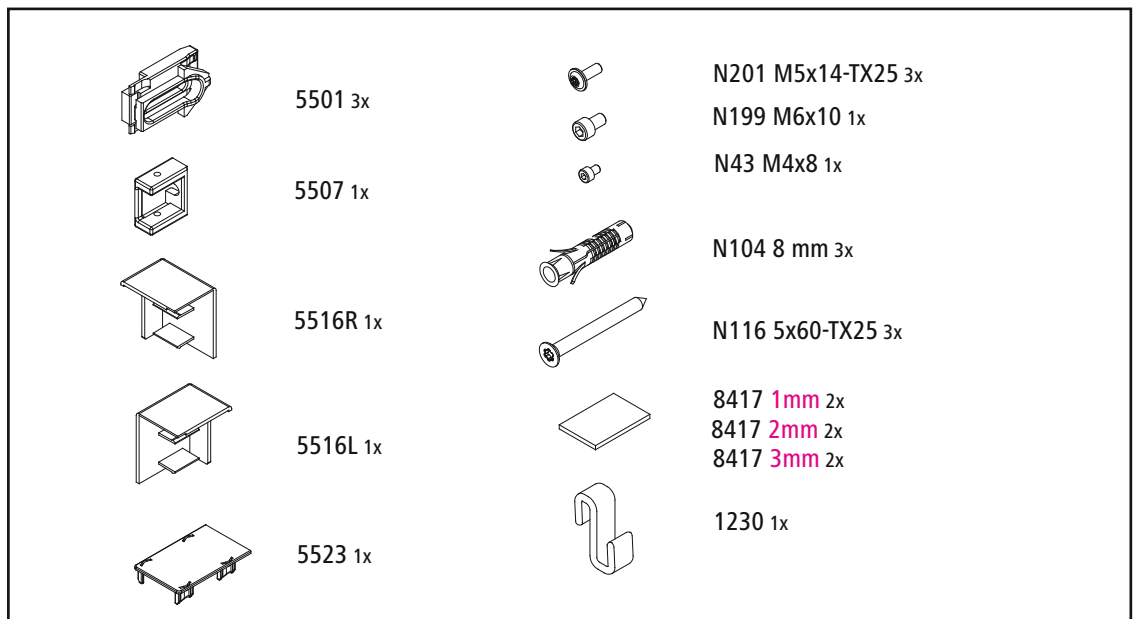 5501 3x
5507 1x
5516R 1x
5516L 1x
5523 1x
N201 M5x14-TX25 3x
N199 M6x10 1x
N43 M4x8 1x
N104 8 mm 3x
N116 5x60-TX25 3x
8417 1mm 2x
8417 2mm 2x
8417 3mm 2x
1230 1x